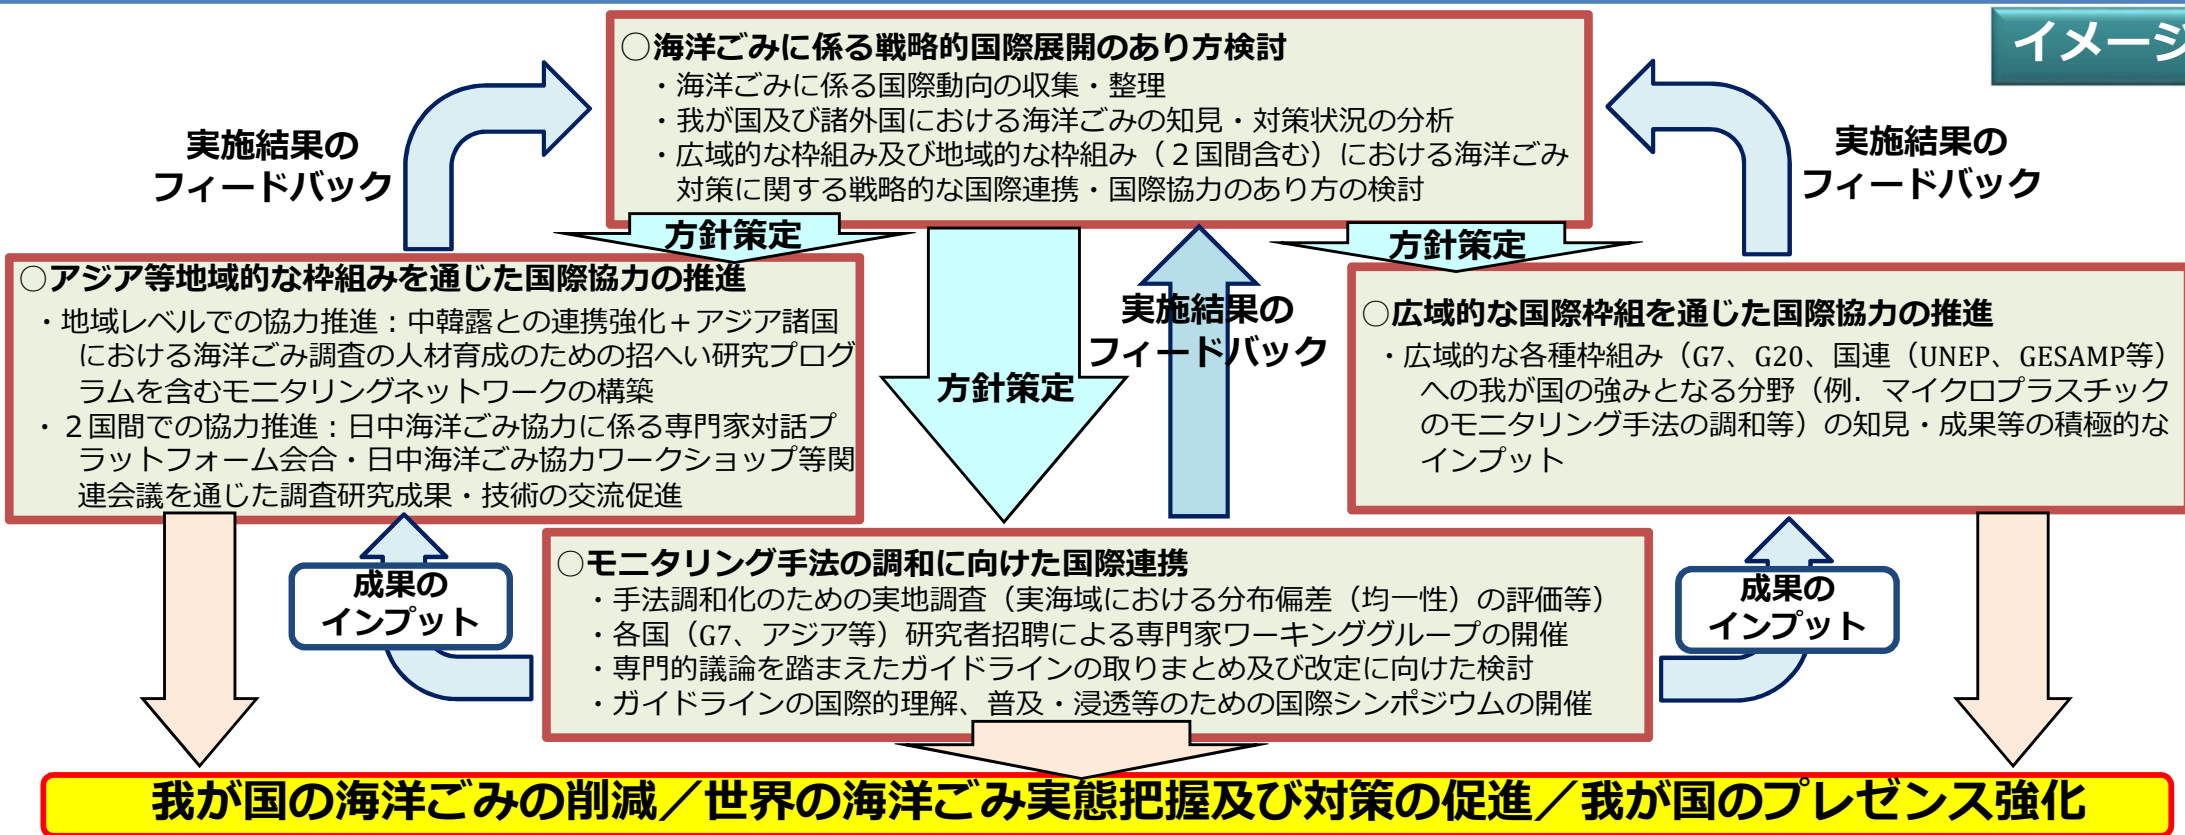 イメージ
○海洋ごみに係る戦略的国際展開のあり方検討
・海洋ごみに係る国際動向の収集・整理
・我が国及び諸外国における海洋ごみの知見・対策状況の分析
・広域的な枠組み及び地域的な枠組み（２国間含む）における海洋ごみ
対策に関する戦略的な国際連携・国際協力のあり方の検討
実施結果の
フィードバック
実施結果の
フィードバック
方針策定
方針策定
方針策定
実施結果の
フィードバック
○アジア等地域的な枠組みを通じた国際協力の推進
・地域レベルでの協力推進：中韓露との連携強化＋アジア諸国
における海洋ごみ調査の人材育成のための招へい研究プログ
ラムを含むモニタリングネットワークの構築
・２国間での協力推進：日中海洋ごみ協力に係る専門家対話プ
ラットフォーム会合・日中海洋ごみ協力ワークショップ等関
連会議を通じた調査研究成果・技術の交流促進
○広域的な国際枠組を通じた国際協力の推進
・広域的な各種枠組み（G7、G20、国連（UNEP、GESAMP等）
への我が国の強みとなる分野（例．マイクロプラスチック
のモニタリング手法の調和等）の知見・成果等の積極的な
インプット
成果の
インプット
○モニタリング手法の調和に向けた国際連携
・手法調和化のための実地調査（実海域における分布偏差（均一性）の評価等）
・各国（G7、アジア等）研究者招聘による専門家ワーキンググループの開催
・専門的議論を踏まえたガイドラインの取りまとめ及び改定に向けた検討
・ガイドラインの国際的理解、普及・浸透等のための国際シンポジウムの開催
成果の
インプット
我が国の海洋ごみの削減／世界の海洋ごみ実態把握及び対策の促進／我が国のプレゼンス強化